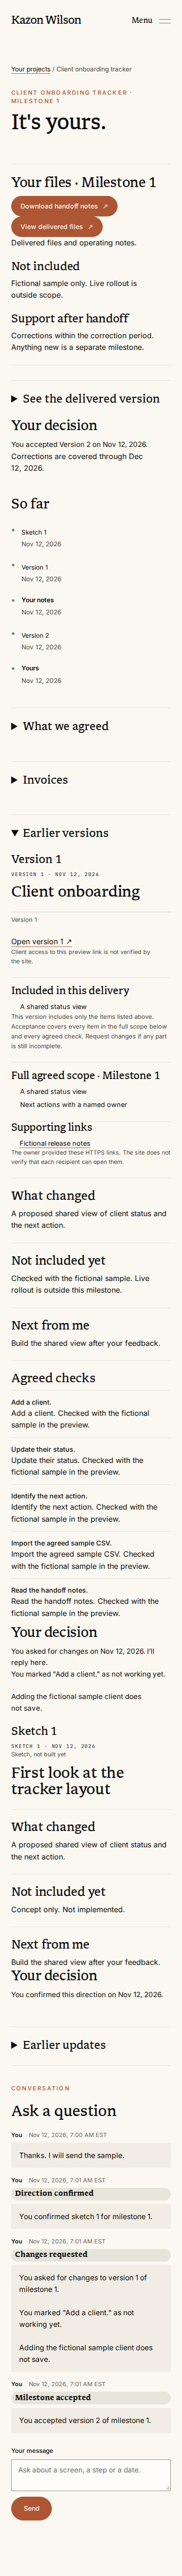 Kazon Wilson
Menu
Your projects / Client onboarding tracker
CLIENT ONBOARDING TRACKER ·
MILESTONE 1
It's yours.
Your files · Milestone 1
Download handoff notes ↗
View delivered files ↗
Delivered files and operating notes.
Not included
Fictional sample only. Live rollout is
outside scope.
Support after handoff
Corrections within the correction period.
Anything new is a separate milestone.
See the delivered version
Your decision
You accepted Version 2 on Nov 12, 2026.
Corrections are covered through Dec
12, 2026.
So far
Sketch 1
Nov 12, 2026
Version 1
Nov 12, 2026
Your notes
Nov 12, 2026
Version 2
Nov 12, 2026
Yours
Nov 12, 2026
What we agreed
Invoices
Earlier versions
Version 1
VERSION 1 · NOV 12, 2026
Client onboarding
Version 1
Open version 1 ↗
Client access to this preview link is not verified by
the site.
Included in this delivery
A shared status view
This version includes only the items listed above.
Acceptance covers every item in the full scope below
and every agreed check. Request changes if any part
is still incomplete.
Full agreed scope · Milestone 1
A shared status view
Next actions with a named owner
Supporting links
Fictional release notes
The owner provided these HTTPS links. The site does not
verify that each recipient can open them.
What changed
A proposed shared view of client status and
the next action.
Not included yet
Checked with the fictional sample. Live
rollout is outside this milestone.
Next from me
Build the shared view after your feedback.
Agreed checks
Add a client.
Add a client. Checked with the fictional
sample in the preview.
Update their status.
Update their status. Checked with the
fictional sample in the preview.
Identify the next action.
Identify the next action. Checked with the
fictional sample in the preview.
Import the agreed sample CSV.
Import the agreed sample CSV. Checked
with the fictional sample in the preview.
Read the handoff notes.
Read the handoff notes. Checked with the
fictional sample in the preview.
Your decision
You asked for changes on Nov 12, 2026. I'll
reply here.
You marked "Add a client." as not working yet.
Adding the fictional sample client does
not save.
Sketch 1
SKETCH 1 · NOV 12, 2026
Sketch, not built yet
First look at the
tracker layout
What changed
A proposed shared view of client status and
the next action.
Not included yet
Concept only. Not implemented.
Next from me
Build the shared view after your feedback.
Your decision
You confirmed this direction on Nov 12, 2026.
Earlier updates
CONVERSATION
Ask a question
You Nov 12, 2026, 7:00 AM EST
Thanks. I will send the sample.
You Nov 12, 2026, 7:01 AM EST
Direction confirmed
You confirmed sketch 1 for milestone 1.
You Nov 12, 2026, 7:01 AM EST
Changes requested
You asked for changes to version 1 of
milestone 1.
You marked "Add a client." as not
working yet.
Adding the fictional sample client does
not save.
You Nov 12, 2026, 7:01 AM EST
Milestone accepted
You accepted version 2 of milestone 1.
Your message
Ask about a screen, a step or a date.
Send